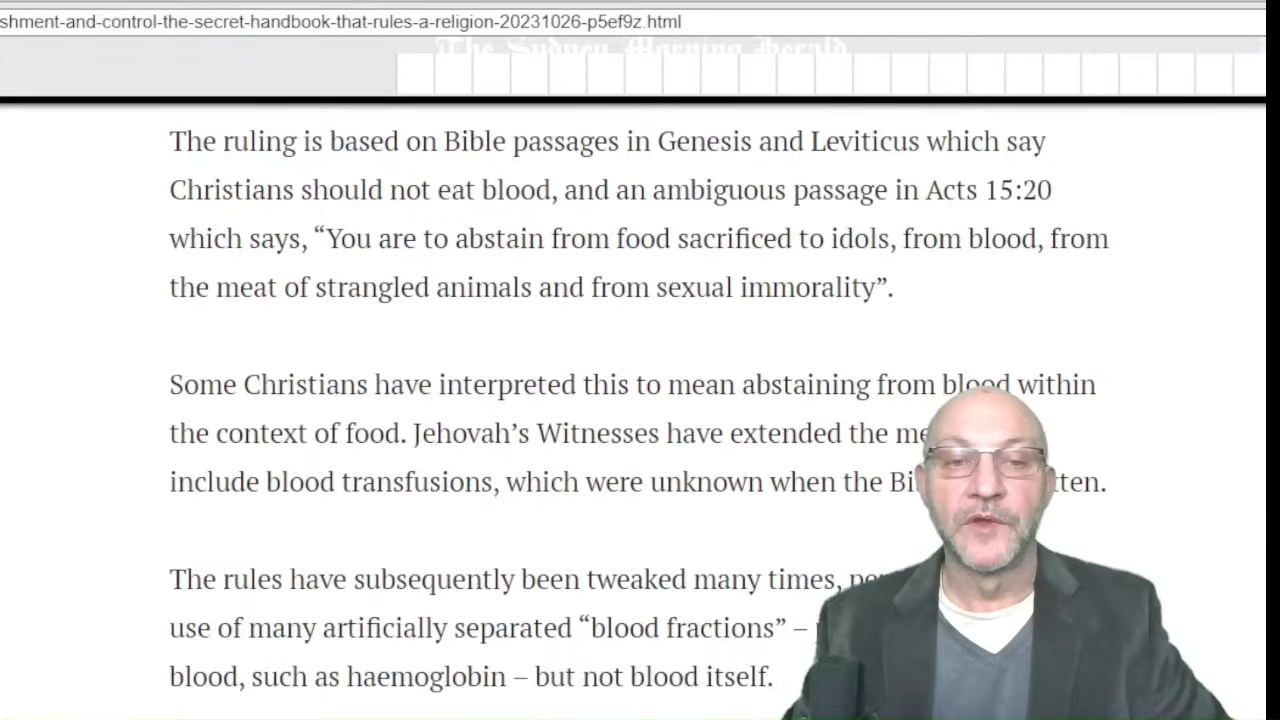 shment-and-control-the-secret-handbook-that-rules-a-religion-20231026-p5ef9z.html
The Sydney Morning Herald
The ruling is based on Bible passages in Genesis and Leviticus which say
Christians should not eat blood, and an ambiguous passage in Acts 15:20
which says, “You are to abstain from food sacrificed to idols, from blood, from
the meat of strangled animals and from sexual immorality”.
Some Christians have interpreted this to mean abstaining from blood within
the context of food. Jehovah’s Witnesses have extended the
include blood transfusions, which were unknown when the
The rules have subsequently been tweaked many times,
use of many artificially separated “blood fractions” –
blood, such as haemoglobin – but not blood itself.